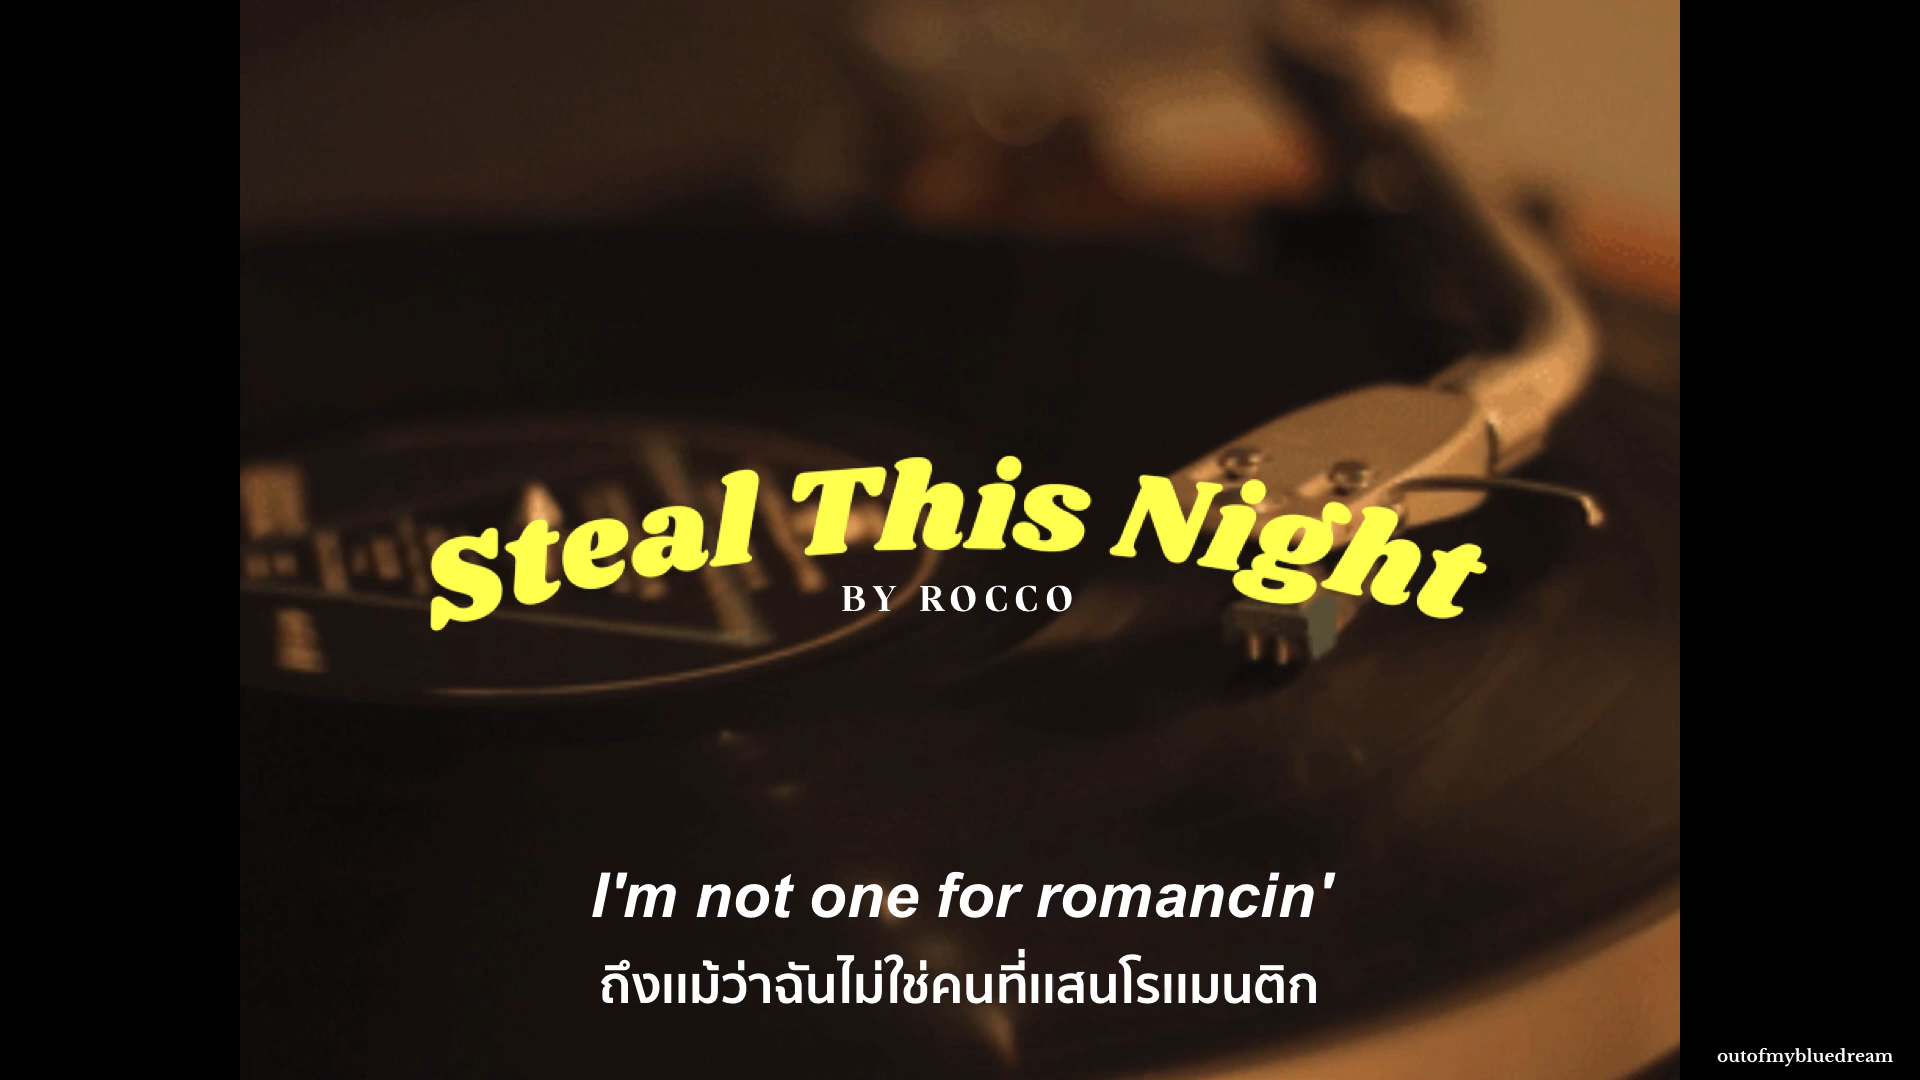 Steal This Night
BY ROCCO
I'm not one for romancin'
ถึงแม้ว่าฉันไม่ใช่คนที่แสนโรแมนติก
outofmybluedream